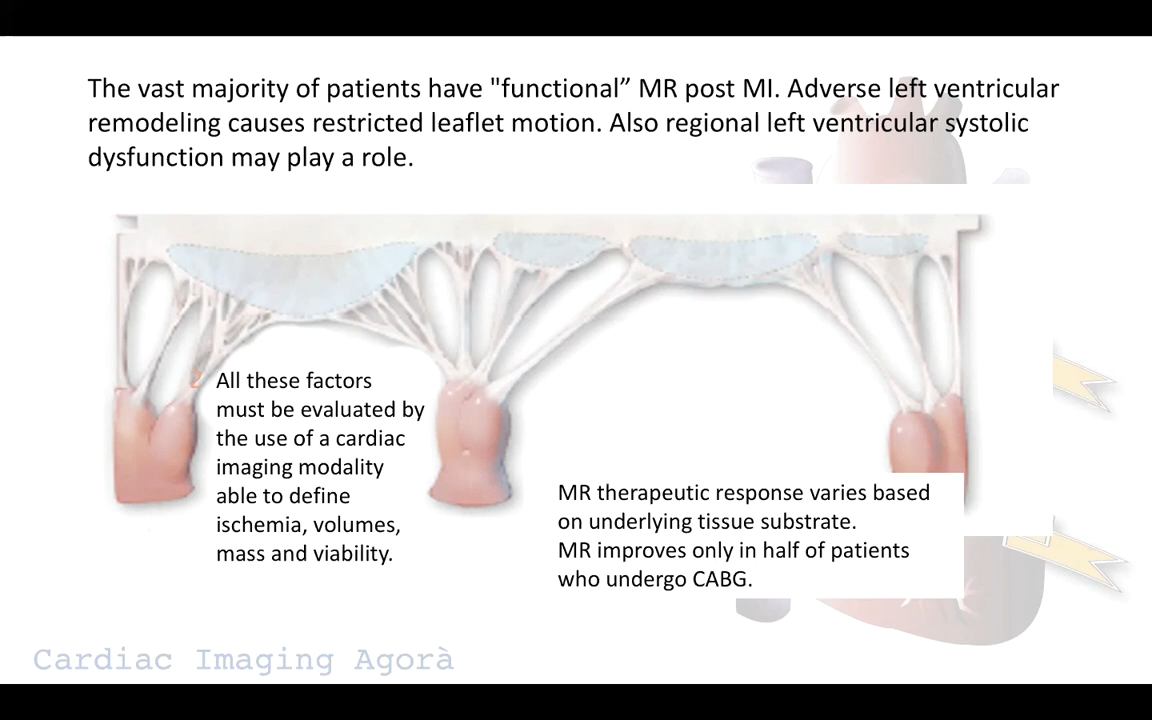 The vast majority of patients have "functional” MR post MI. Adverse left ventricular
remodeling causes restricted leaflet motion. Also regional left ventricular systolic
dysfunction may play a role.
All these factors
must be evaluated by
the use of a cardiac
imaging modality
able to define
ischemia, volumes,
mass and viability.
MR therapeutic response varies based
on underlying tissue substrate.
MR improves only in half of patients
who undergo CABG.
Cardiac Imaging Agorà